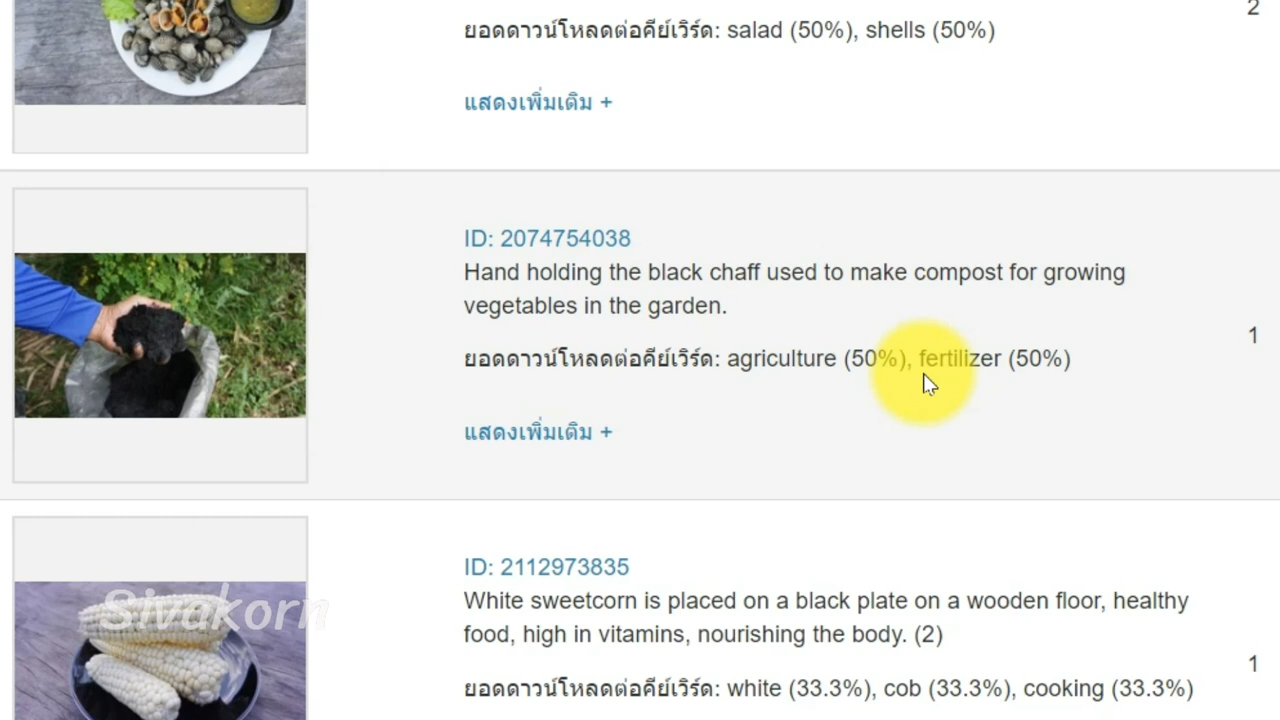 2
ยอดดาวน์โหลดต่อคีย์เวิร์ด: salad (50%), shells (50%)
แสดงเพิ่มเติม +
ID: 2074754038
Hand holding the black chaff used to make compost for growing
vegetables in the garden.
1
ยอดดาวน์โหลดต่อคีย์เวิร์ด: agriculture (50%), fertilizer (50%)
แสดงเพิ่มเติม +
ID: 2112973835
Sivakorn
White sweetcorn is placed on a black plate on a wooden floor, healthy
food, high in vitamins, nourishing the body. (2)
1
ยอดดาวน์โหลดต่อคีย์เวิร์ด: white (33.3%), cob (33.3%), cooking (33.3%)